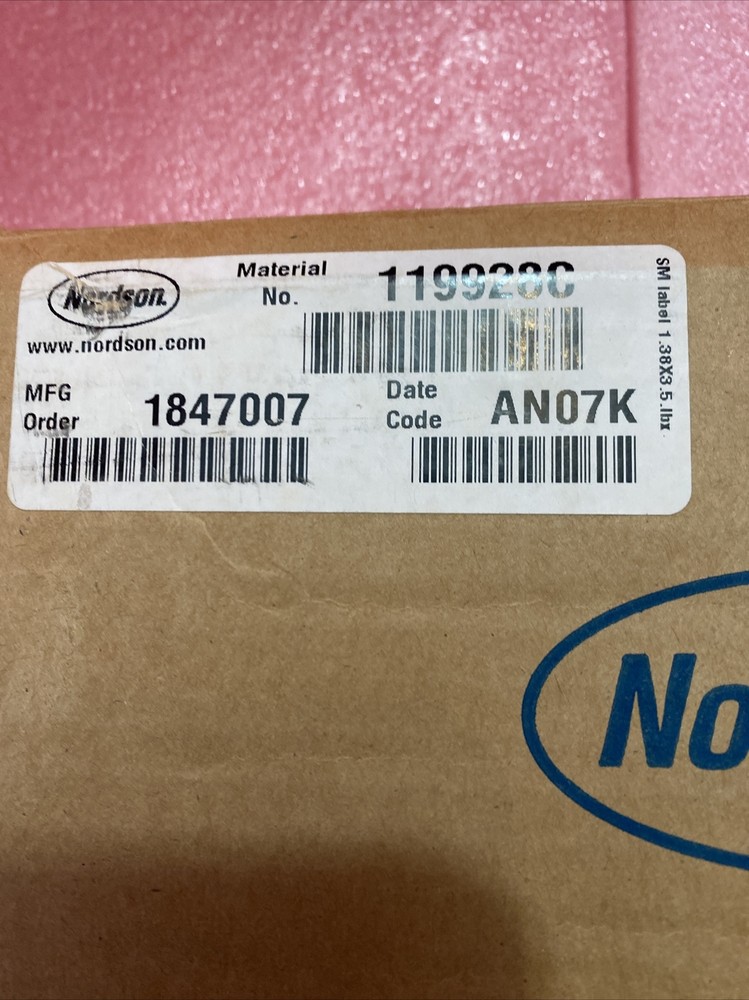 Nordson
www.nordson.com
Material No. 119928C
MFG Order 1847007
Date Code AN07K
SM label 1.38X3.5.lbx
No